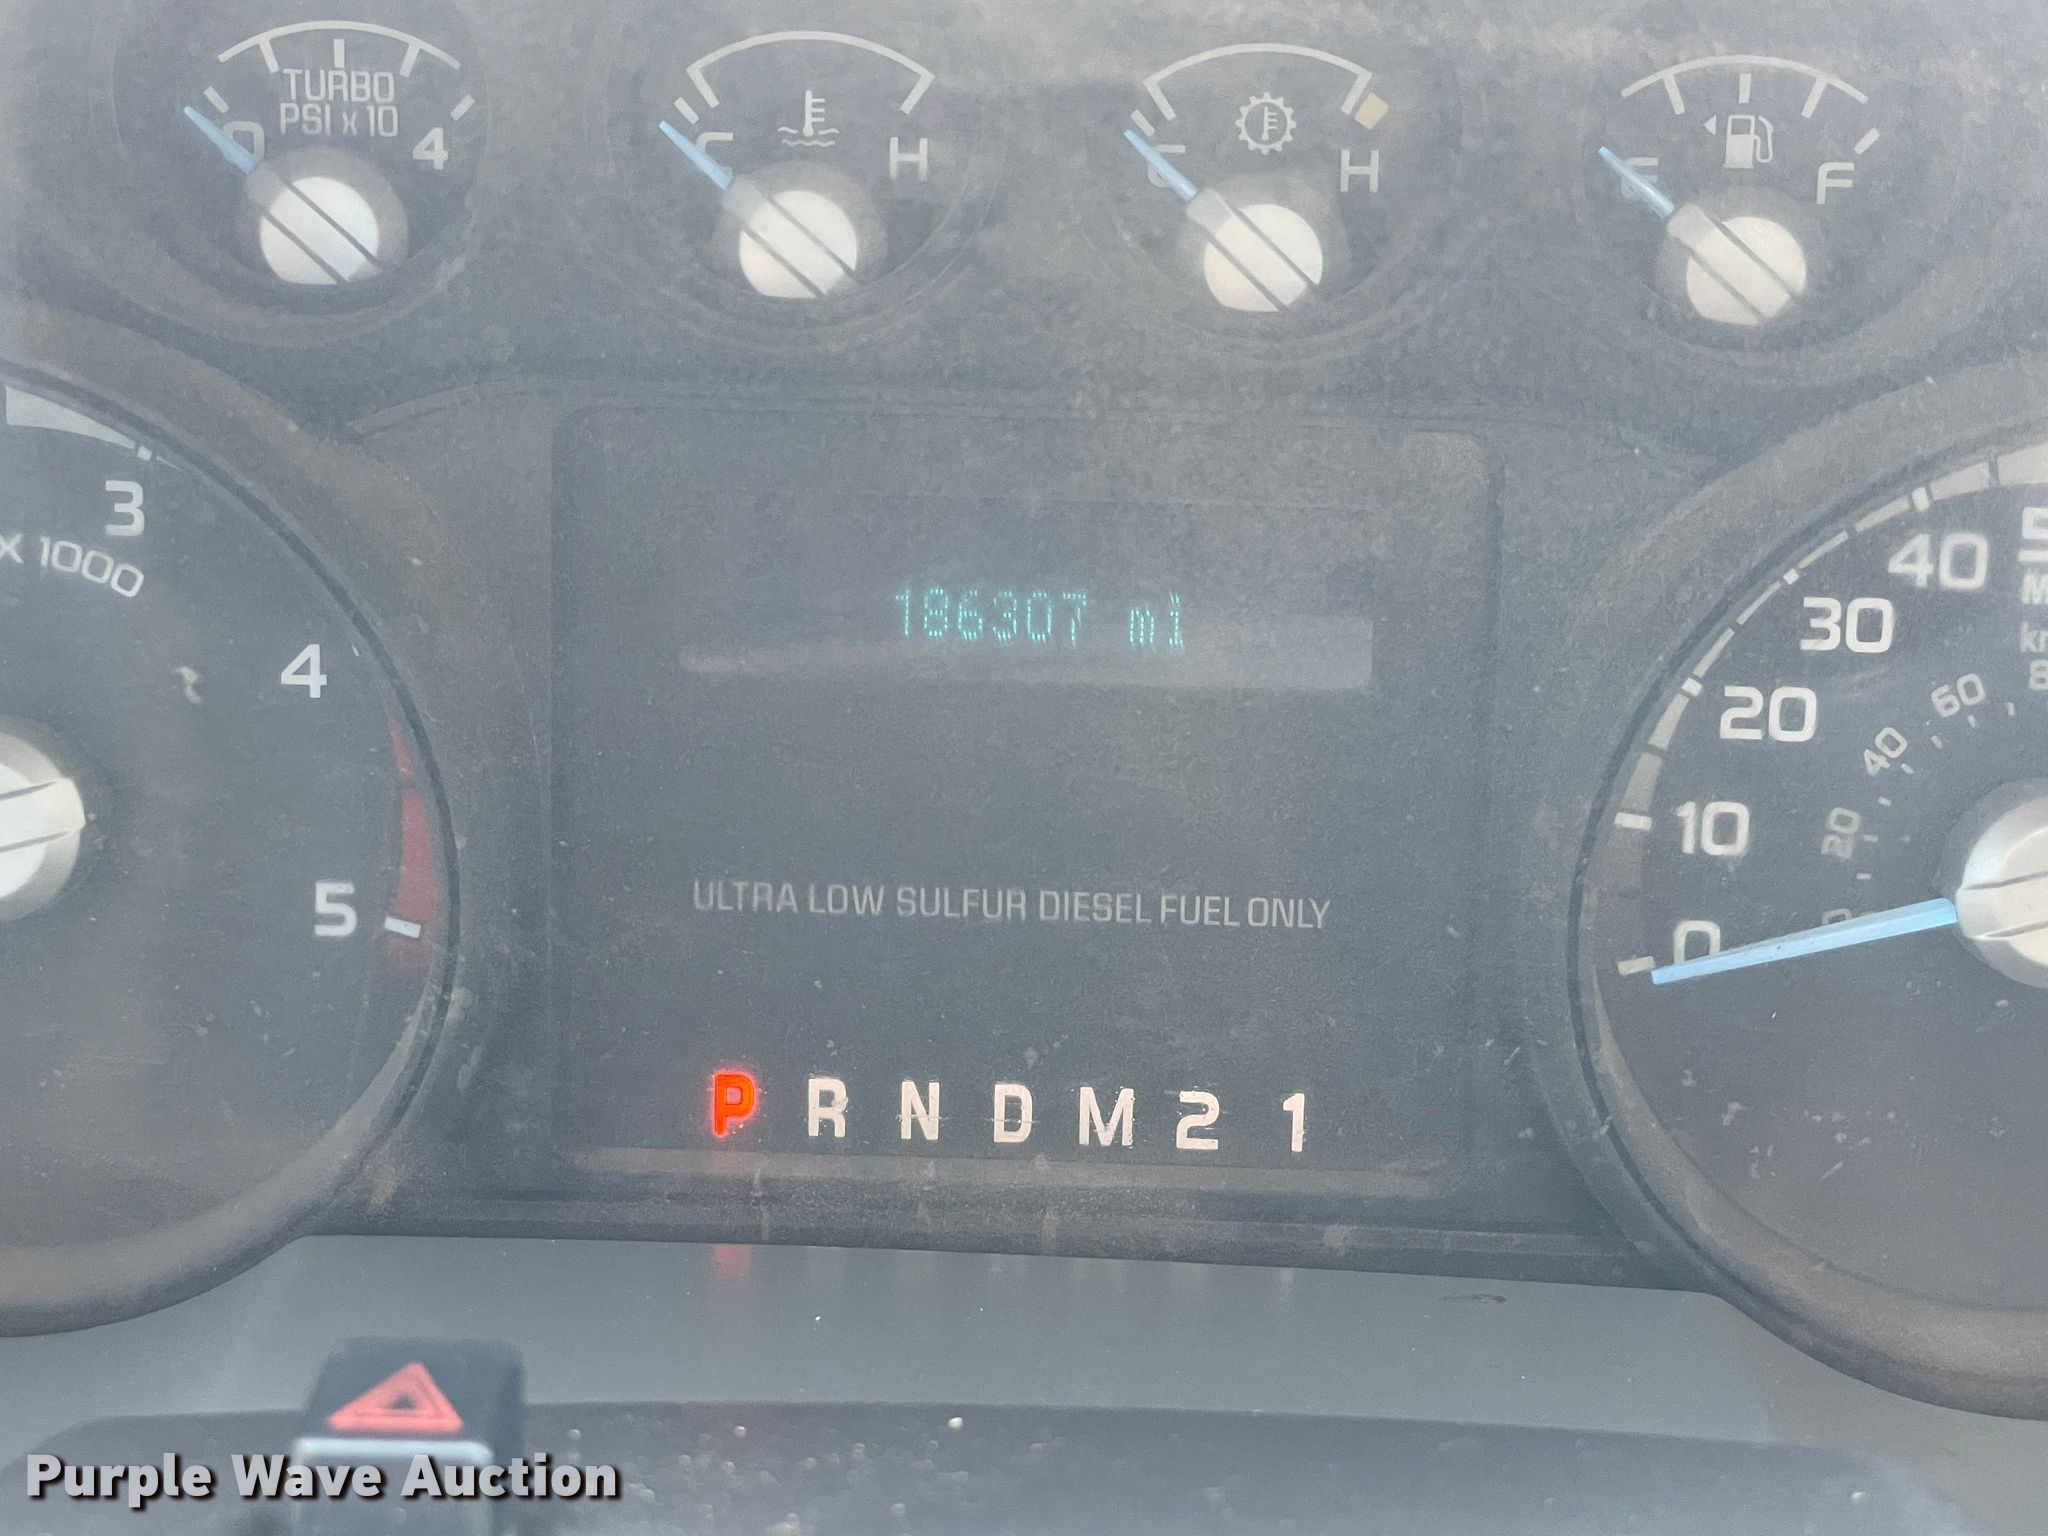 TURBO
PSI x 10
0 4
C H
C H
E F
3
X 1000
4
5
186307 mi
ULTRA LOW SULFUR DIESEL FUEL ONLY
P R N D M 2 1
40
30
20
10
0
60
40
20
0
Purple Wave Auction